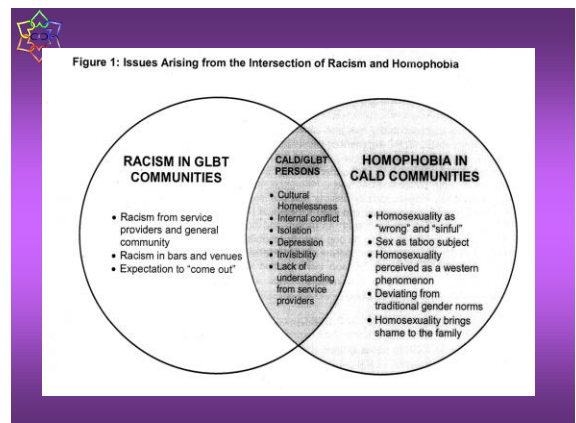 Figure 1: Issues Arising from the Intersection of Racism and Homophobia
RACISM IN GLBT
COMMUNITIES
• Racism from service
providers and general
community
• Racism in bars and venues
• Expectation to "come out"
CALD/GLBT
PERSONS
• Cultural
Homelessness
• Internal conflict
• Isolation
• Depression
• Invisibility
• Lack of
understanding
from service
providers
HOMOPHOBIA IN
CALD COMMUNITIES
• Homosexuality as
"wrong" and "sinful"
• Sex as taboo subject
• Homosexuality
perceived as a western
phenomenon
• Deviating from
traditional gender norms
• Homosexuality brings
shame to the family